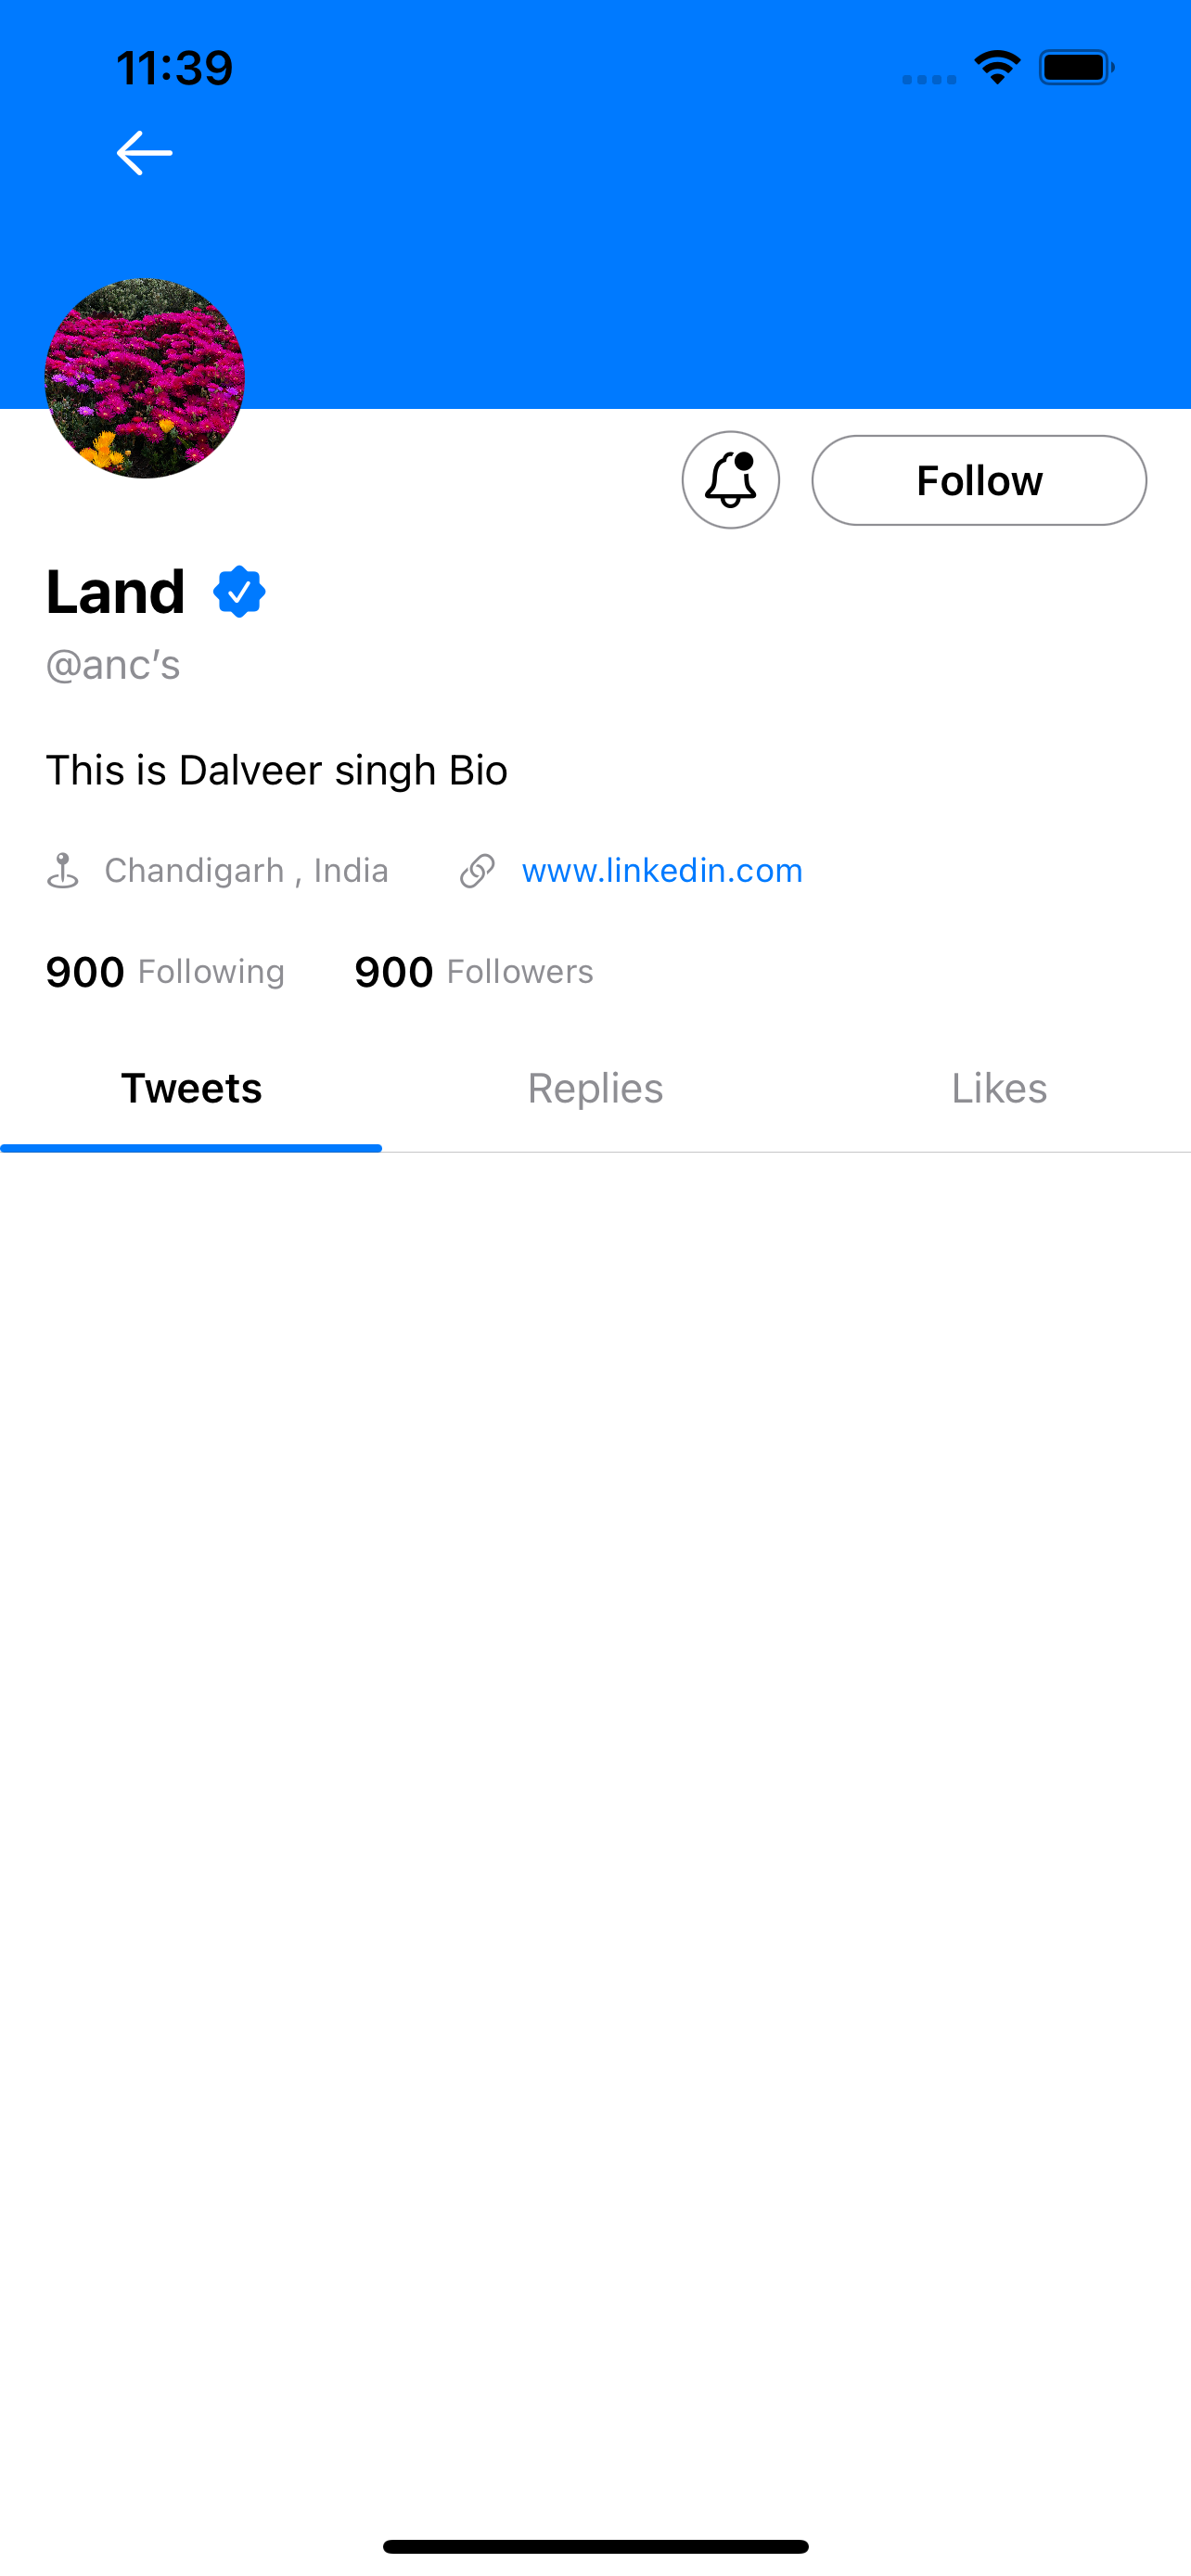 11:39
Follow
Land
@anc’s
This is Dalveer singh Bio
Chandigarh , India www.linkedin.com
900 Following 900 Followers
Tweets Replies Likes